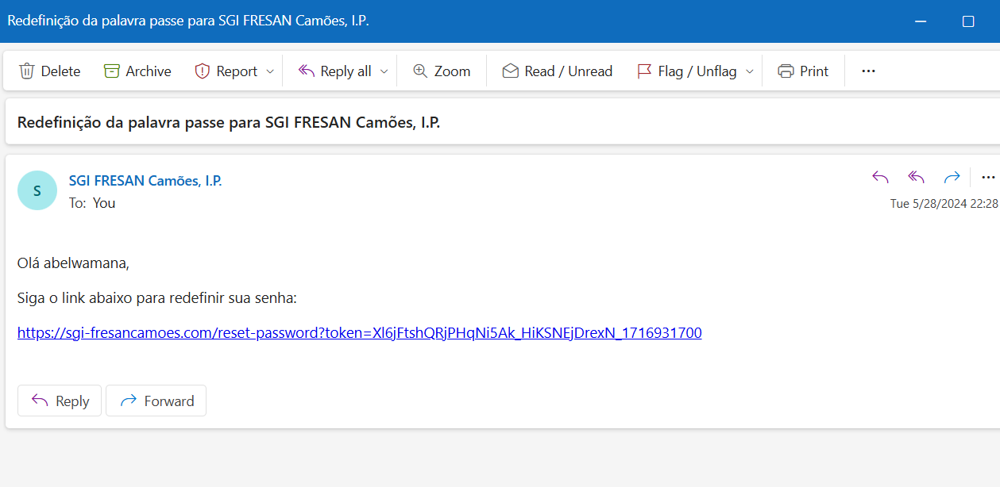 Redefinição da palavra passe para SGI FRESAN Camões, I.P.
Delete Archive Report Reply all Zoom Read / Unread Flag / Unflag Print ...
Redefinição da palavra passe para SGI FRESAN Camões, I.P.
S
SGI FRESAN Camões, I.P.
To: You
Tue 5/28/2024 22:28
Olá abelwamana,
Siga o link abaixo para redefinir sua senha:
https://sgi-fresancamoes.com/reset-password?token=Xl6jFtshQRjPHqNi5Ak_HiKSNEjDrexN_1716931700
Reply Forward